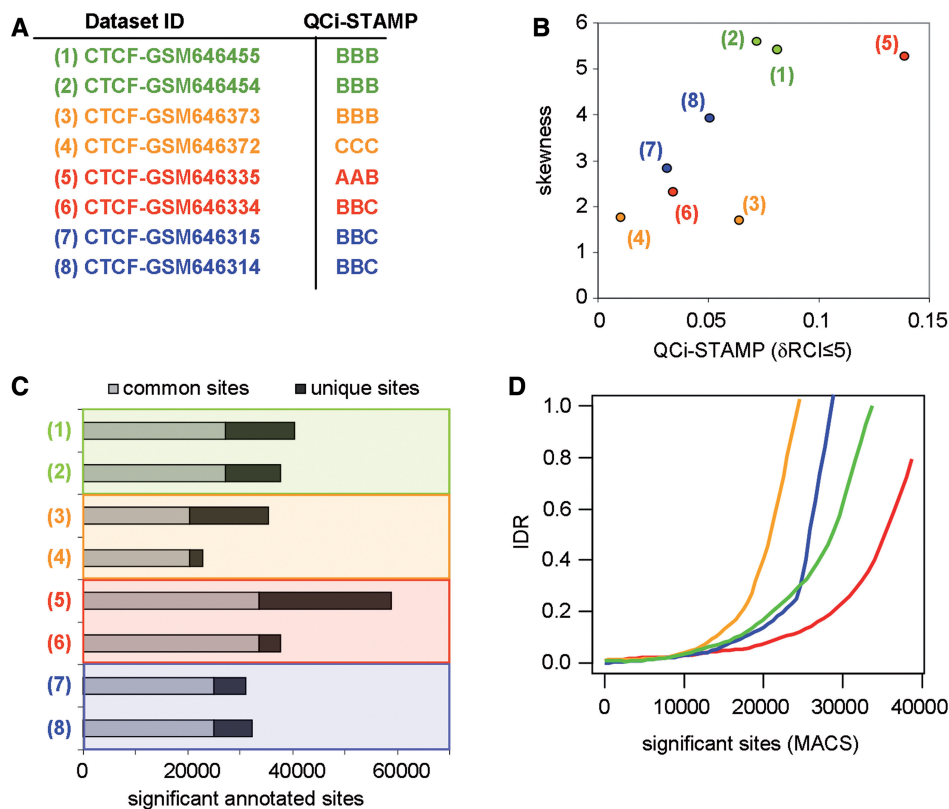 A
Dataset ID QCi-STAMP
(1) CTCF-GSM646455 BBB
(2) CTCF-GSM646454 BBB
(3) CTCF-GSM646373 BBB
(4) CTCF-GSM646372 CCC
(5) CTCF-GSM646335 AAB
(6) CTCF-GSM646334 BBC
(7) CTCF-GSM646315 BBC
(8) CTCF-GSM646314 BBC
B
skewness
6
5
4
3
2
1
0
(2)
(1)
(5)
(8)
(7)
(6)
(3)
(4)
0 0.05 0.1 0.15
QCi-STAMP (δRCI≤5)
C
common sites unique sites
(1)
(2)
(3)
(4)
(5)
(6)
(7)
(8)
0 20000 40000 60000
significant annotated sites
D
IDR
1.0
0.8
0.6
0.4
0.2
0.0
0 10000 20000 30000 40000
significant sites (MACS)